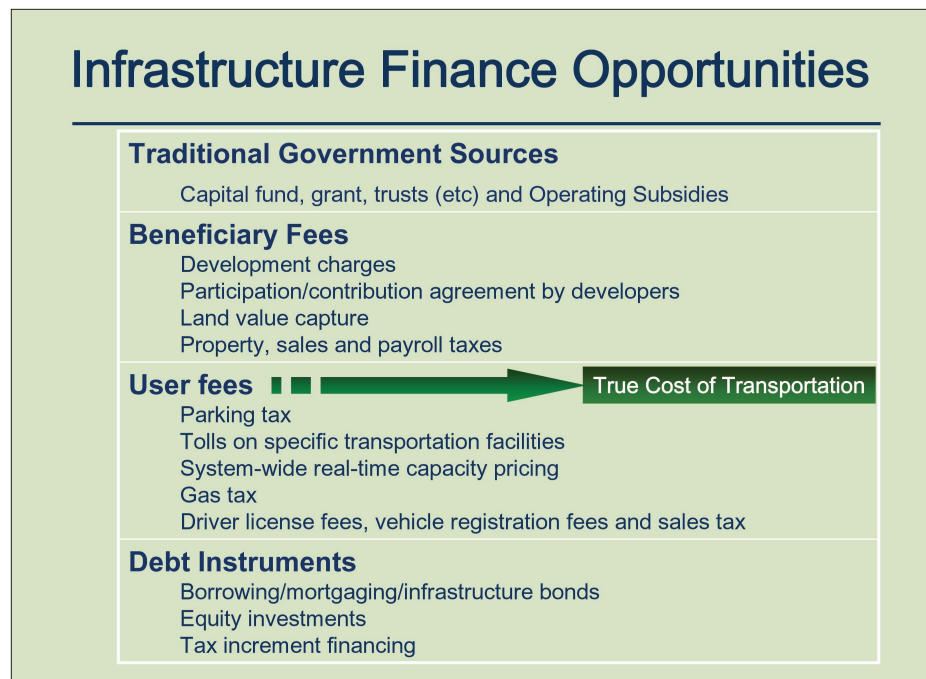 Infrastructure Finance Opportunities
Traditional Government Sources
Capital fund, grant, trusts (etc) and Operating Subsidies
Beneficiary Fees
Development charges
Participation/contribution agreement by developers
Land value capture
Property, sales and payroll taxes
User fees True Cost of Transportation
Parking tax
Tolls on specific transportation facilities
System-wide real-time capacity pricing
Gas tax
Driver license fees, vehicle registration fees and sales tax
Debt Instruments
Borrowing/mortgaging/infrastructure bonds
Equity investments
Tax increment financing